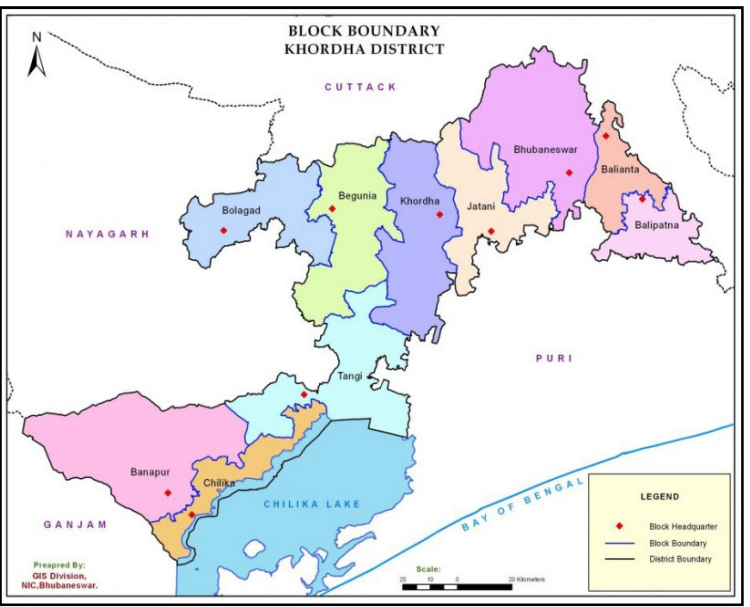 BLOCK BOUNDARY
KHORDHA DISTRICT
N
CUTTACK
Bhubaneswar
Balianta
Begunia
Khordha
Jatani
Bolagad
Balipatna
NAYAGARH
PURI
Tangi
Banapur
Chilika
CHILIKA LAKE
BAY OF BENGAL
GANJAM
LEGEND
Block Headquarter
Block Boundary
District Boundary
Preapred By:
GIS Division,
NIC,Bhubaneswar.
Scale:
20 10 0 20 Kilometers